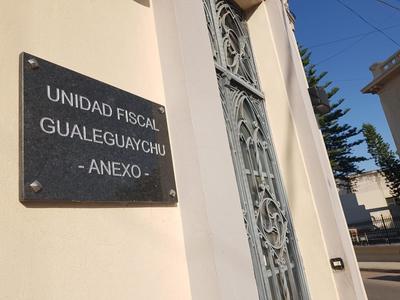 UNIDAD FISCAL
GUALEGUAYCHU
- ANEXO -